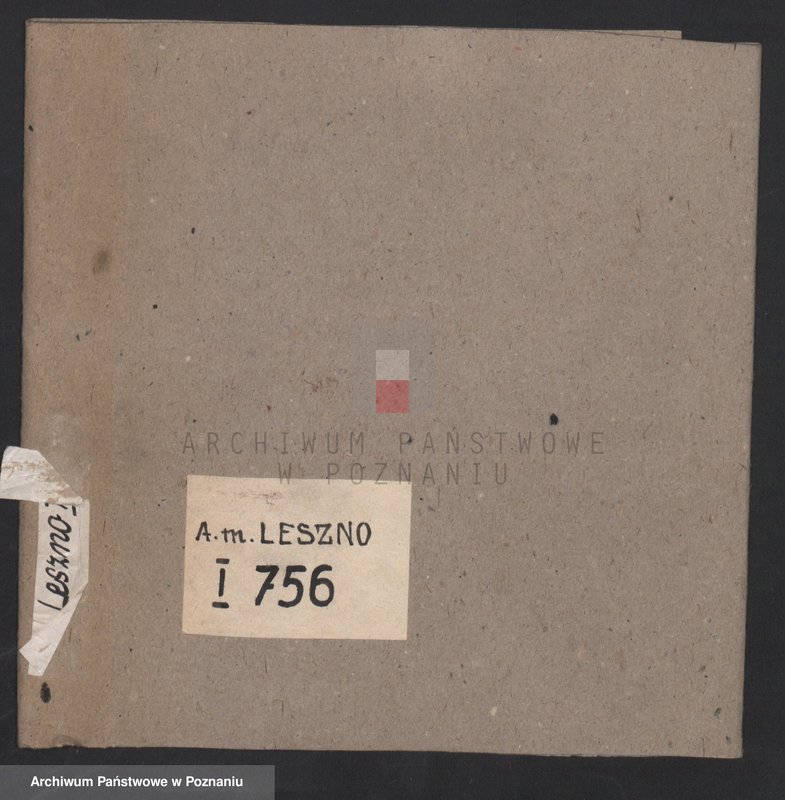 ARCHIWUM PAŃSTWOWE
W POZNANIU
A.m. LESZNO
I 756
Leszno I
Archiwum Państwowe w Poznaniu